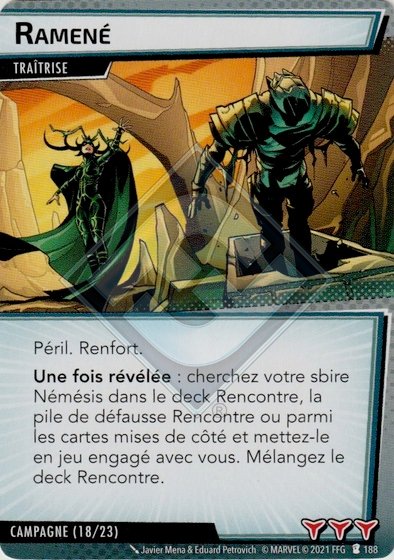 Ramené
TRAÎTRISE
Péril. Renfort.
Une fois révélée : cherchez votre sbire
Némésis dans le deck Rencontre, la
pile de défausse Rencontre ou parmi
les cartes mises de côté et mettez-le
en jeu engagé avec vous. Mélangez le
deck Rencontre.
CAMPAGNE (18/23)
Javier Mena & Eduard Petrovich © MARVEL © 2021 FFG 188